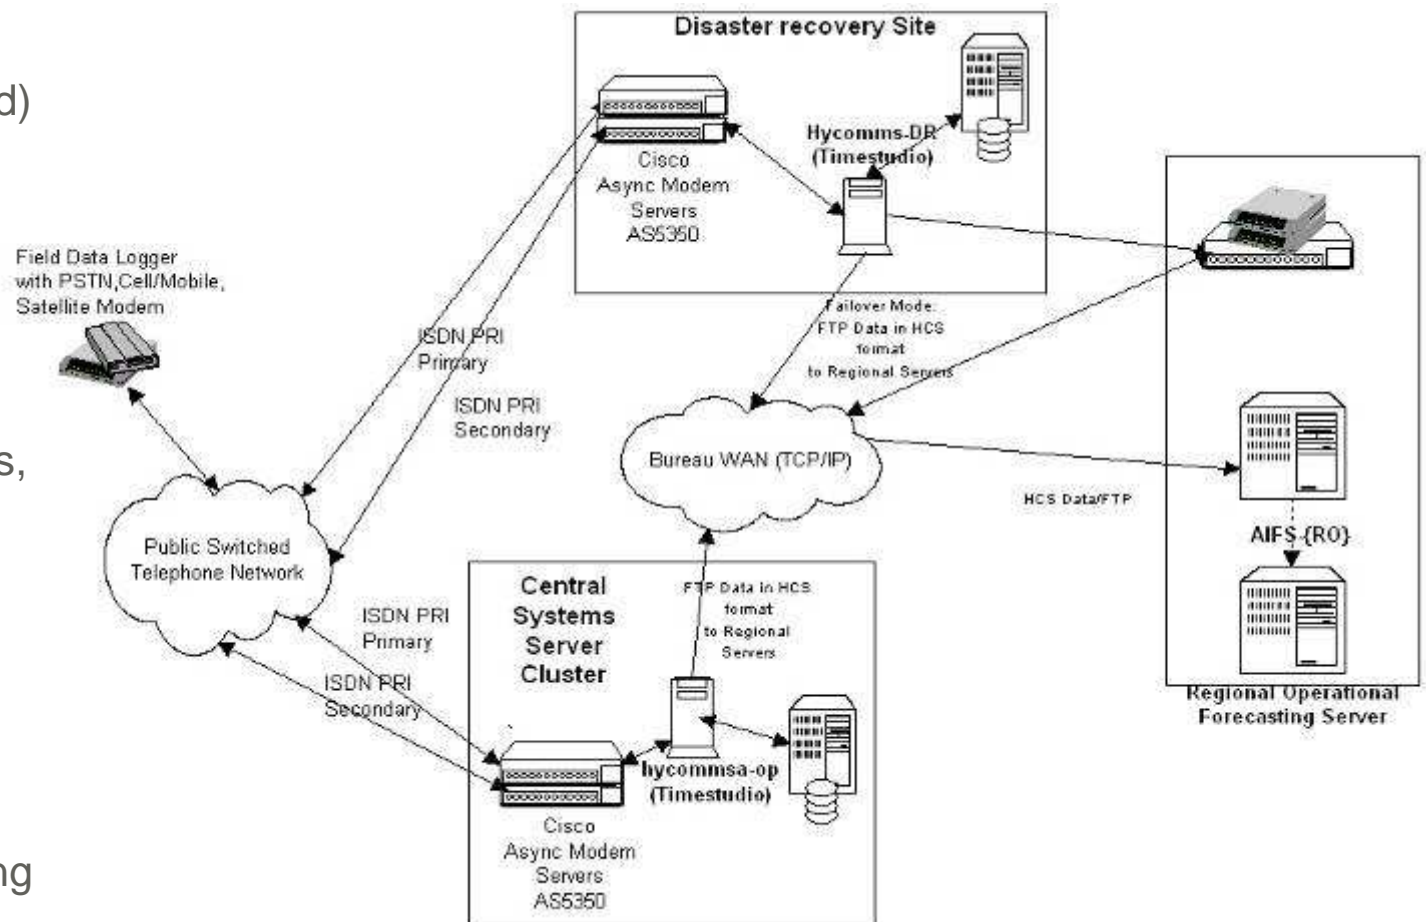 d)
s,
ng
Disaster recovery Site
Hycomms-DR
(Timestudio)
Cisco
Async Modem
Servers
AS5350
Field Data Logger
with PSTN,Cell/Mobile,
Satellite Modem
ISDN PRI
Primary
ISDN PRI
Secondary
Failover Mode:
FTP Data in HCS
format
to Regional Servers
Bureau WAN (TCP/IP)
HCS Data/FTP
AIFS-{RO}
Regional Operational
Forecasting Server
Public Switched
Telephone Network
ISDN PRI
Primary
ISDN PRI
Secondary
Central
Systems
Server
Cluster
FTP Data in HCS
format
to Regional
Servers
hycommsa-op
(Timestudio)
Cisco
Async Modem
Servers
AS5350